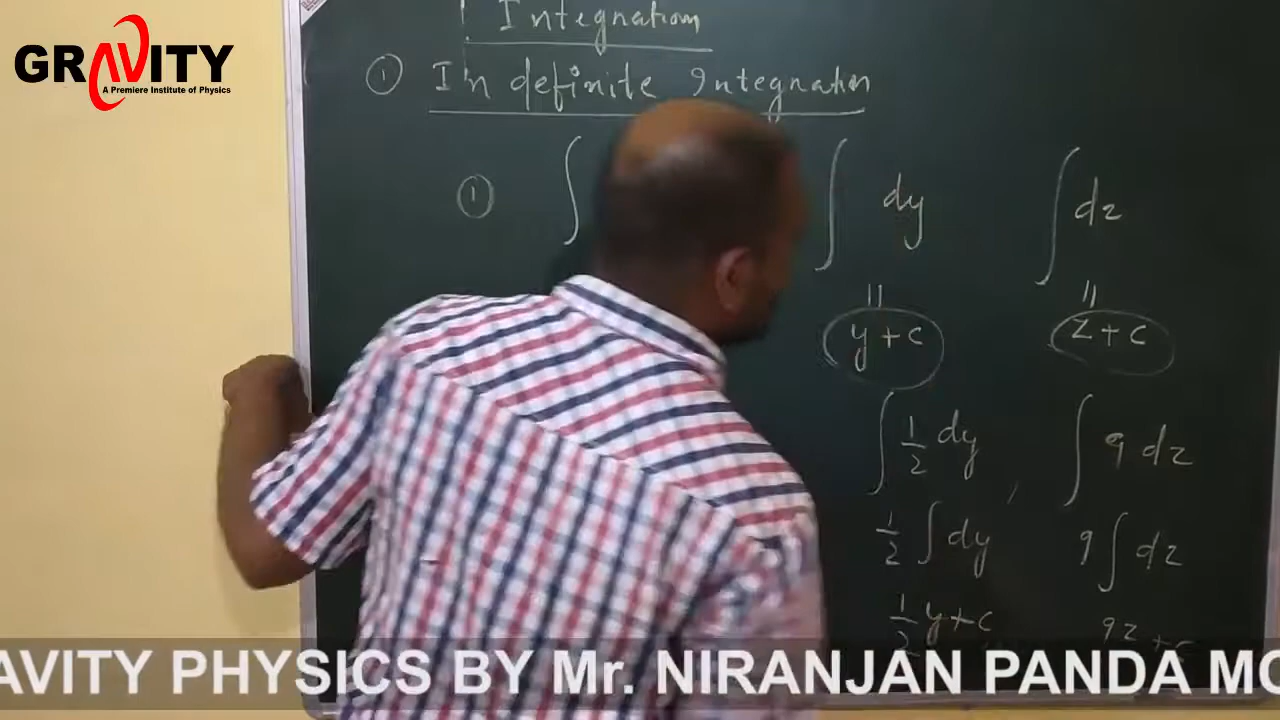 GRAVITY
A Premiere Institute of Physics
Integration
① Indefinite Integration
① ∫ ∫ dy ∫ dz
|| ||
y + c z + c
∫ 1/2 dy , ∫ 9 dz
1/2 ∫ dy 9 ∫ dz
1/2 y + c 9z + c
AVITY PHYSICS BY Mr. NIRANJAN PANDA MO